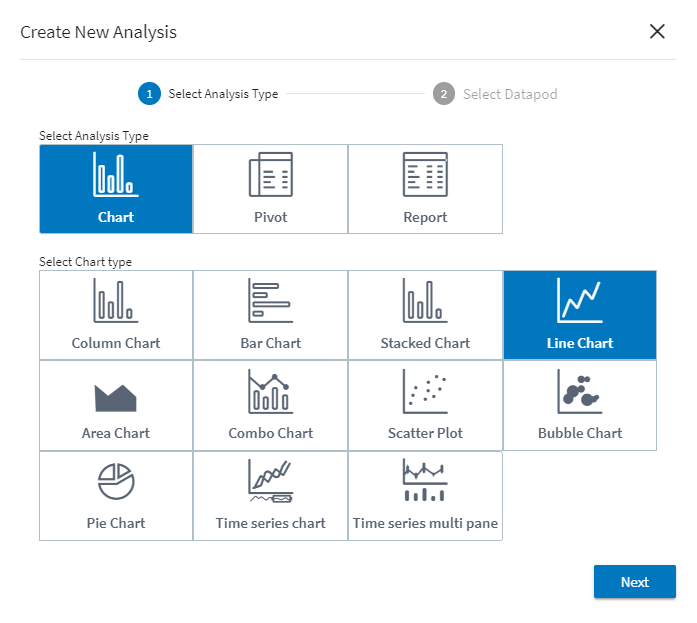 Create New Analysis
1 Select Analysis Type 2 Select Datapod
Select Analysis Type
Chart Pivot Report
Select Chart type
Column Chart Bar Chart Stacked Chart Line Chart
Area Chart Combo Chart Scatter Plot Bubble Chart
Pie Chart Time series chart Time series multi pane
Next